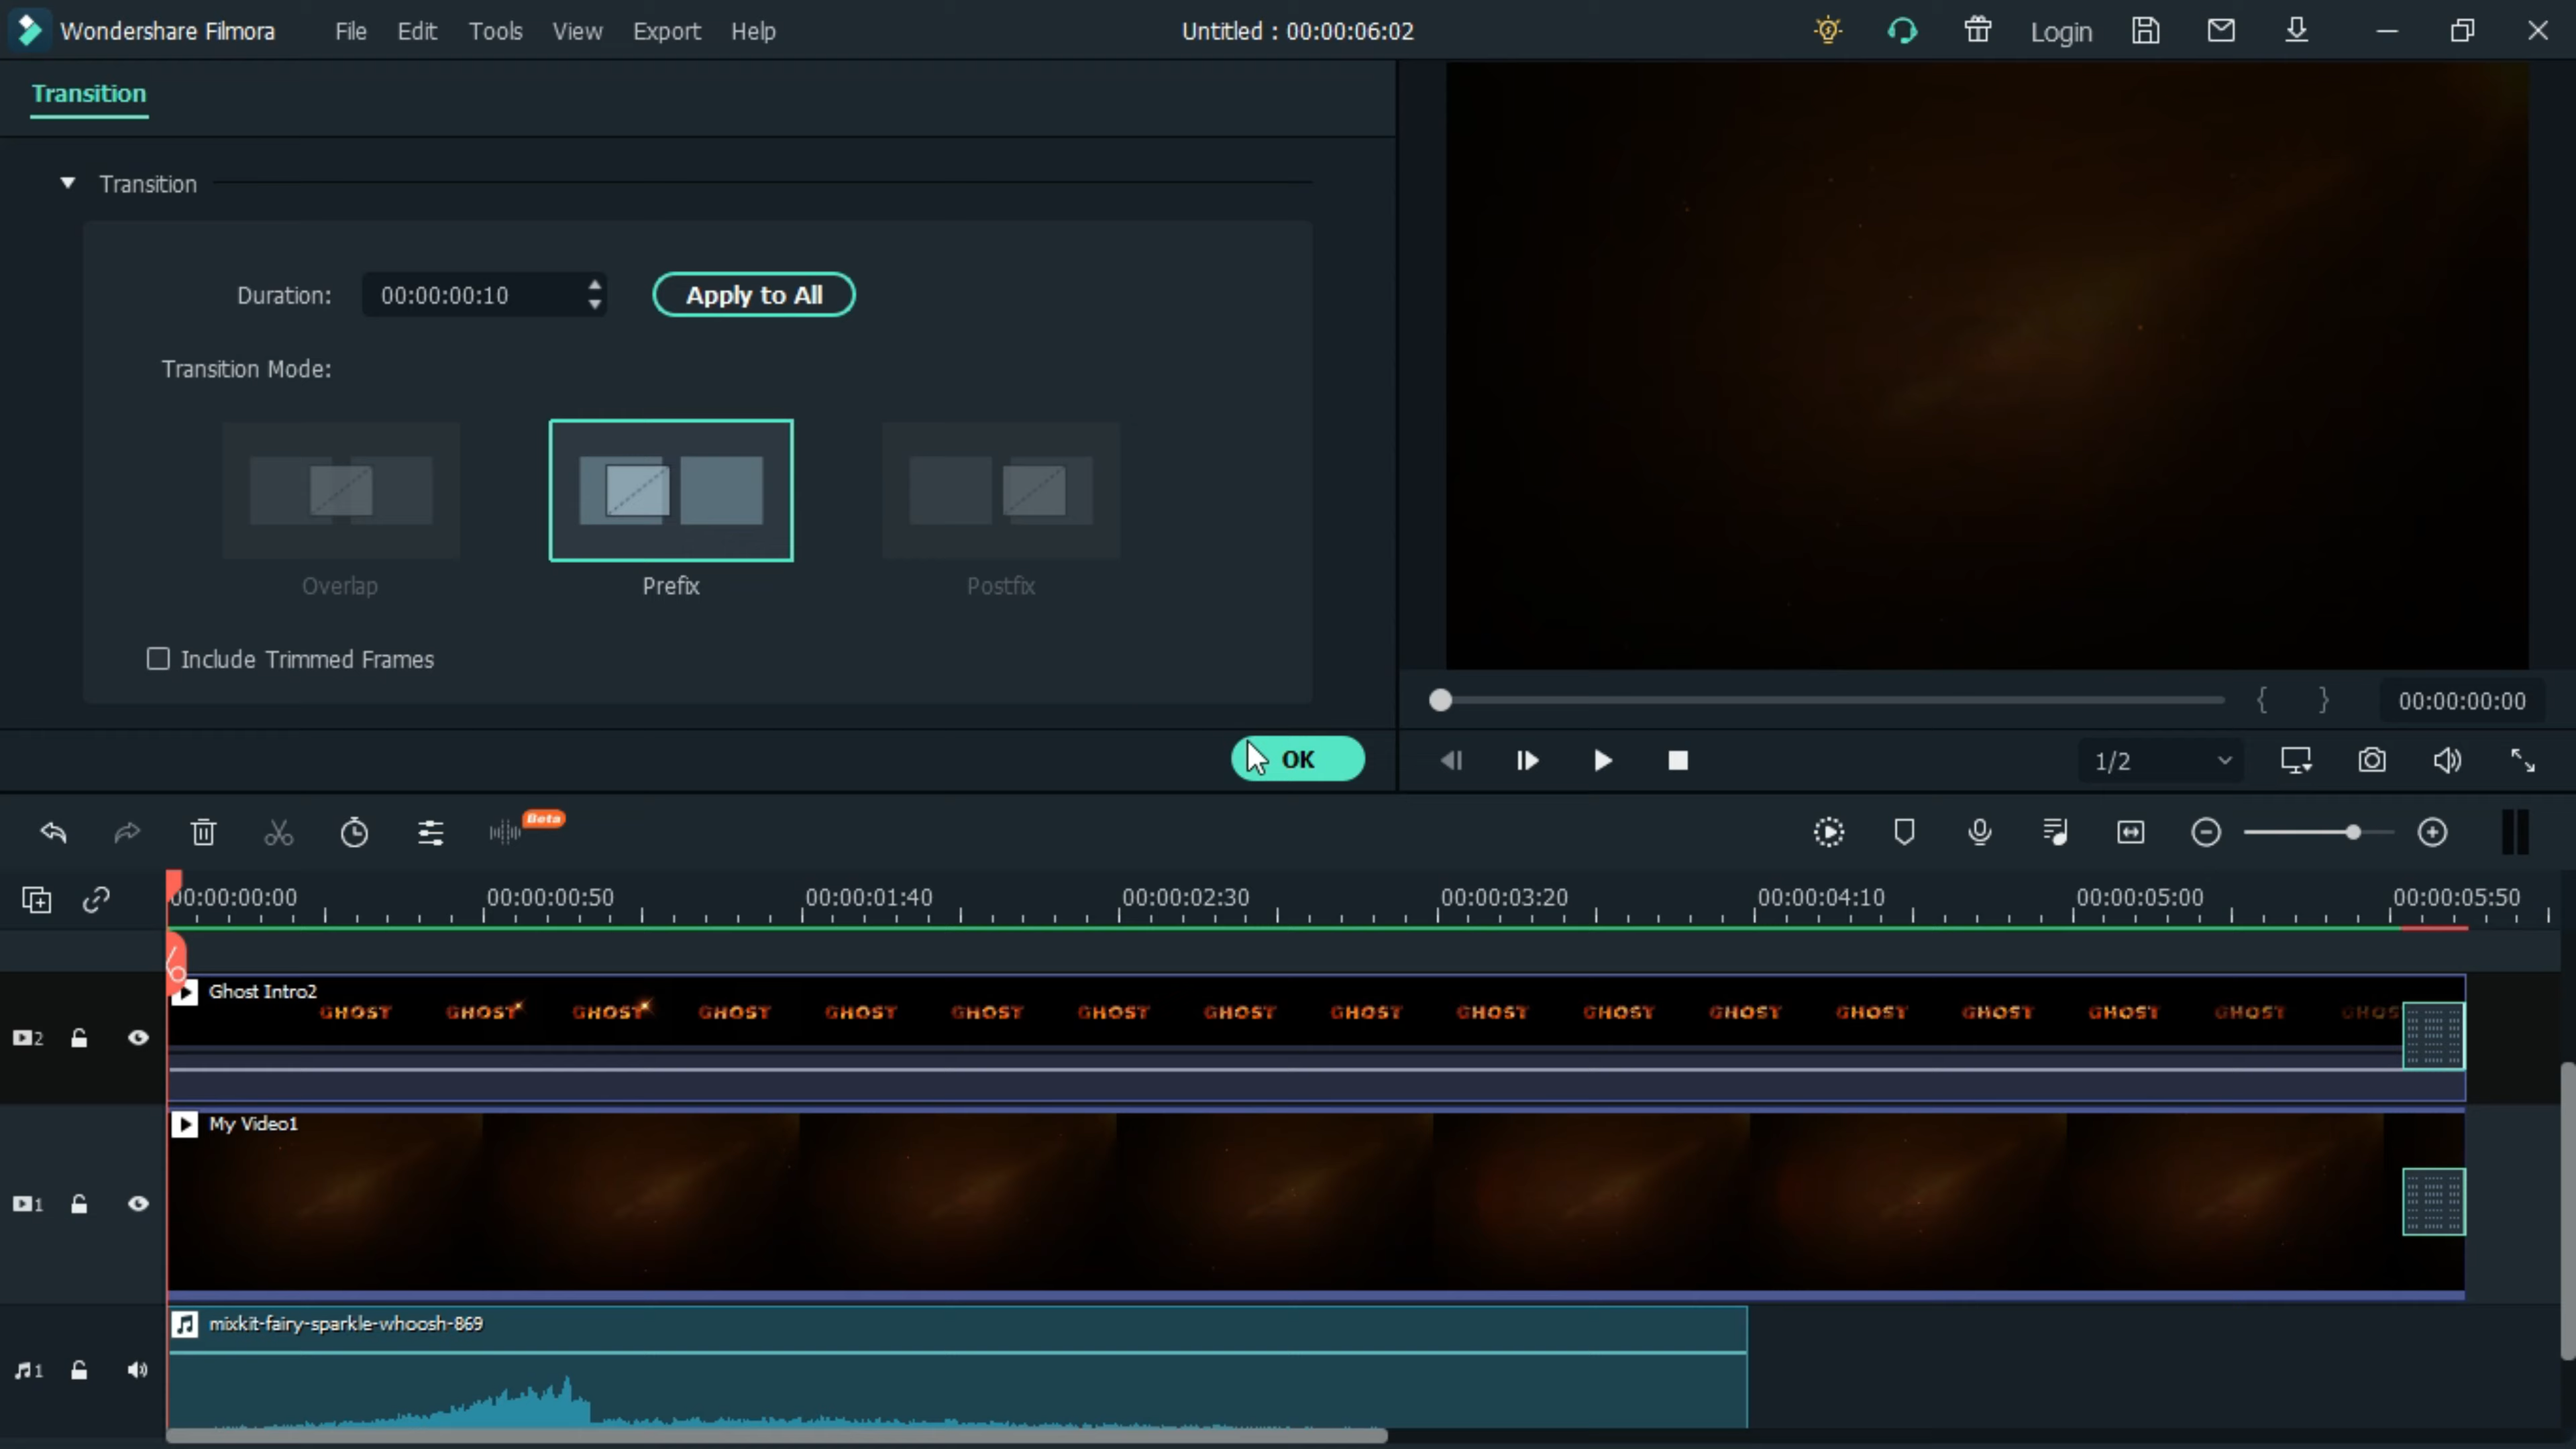 Wondershare Filmora File Edit Tools View Export Help Untitled : 00:00:06:02 Login
Transition
Transition
Duration: 00:00:00:10 Apply to All
Transition Mode:
Overlap Prefix Postfix
Include Trimmed Frames
{ } 00:00:00:00
OK 1/2
Beta
00:00:00:00 00:00:00:50 00:00:01:40 00:00:02:30 00:00:03:20 00:00:04:10 00:00:05:00 00:00:05:50
Ghost Intro2
GHOST GHOST GHOST GHOST GHOST GHOST GHOST GHOST GHOST GHOST GHOST GHOST GHOST GHOST GHOST GHOST GHOS
2
My Video1
1
mixkit-fairy-sparkle-whoosh-869
1